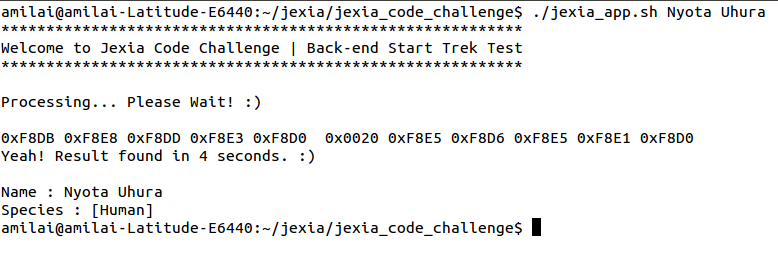 amilai@amilai-Latitude-E6440:~/jexia/jexia_code_challenge$ ./jexia_app.sh Nyota Uhura
**********************************************************
Welcome to Jexia Code Challenge | Back-end Start Trek Test
**********************************************************
Processing... Please Wait! :)
0xF8DB 0xF8E8 0xF8DD 0xF8E3 0xF8D0  0x0020 0xF8E5 0xF8D6 0xF8E5 0xF8E1 0xF8D0
Yeah! Result found in 4 seconds. :)
Name : Nyota Uhura
Species : [Human]
amilai@amilai-Latitude-E6440:~/jexia/jexia_code_challenge$